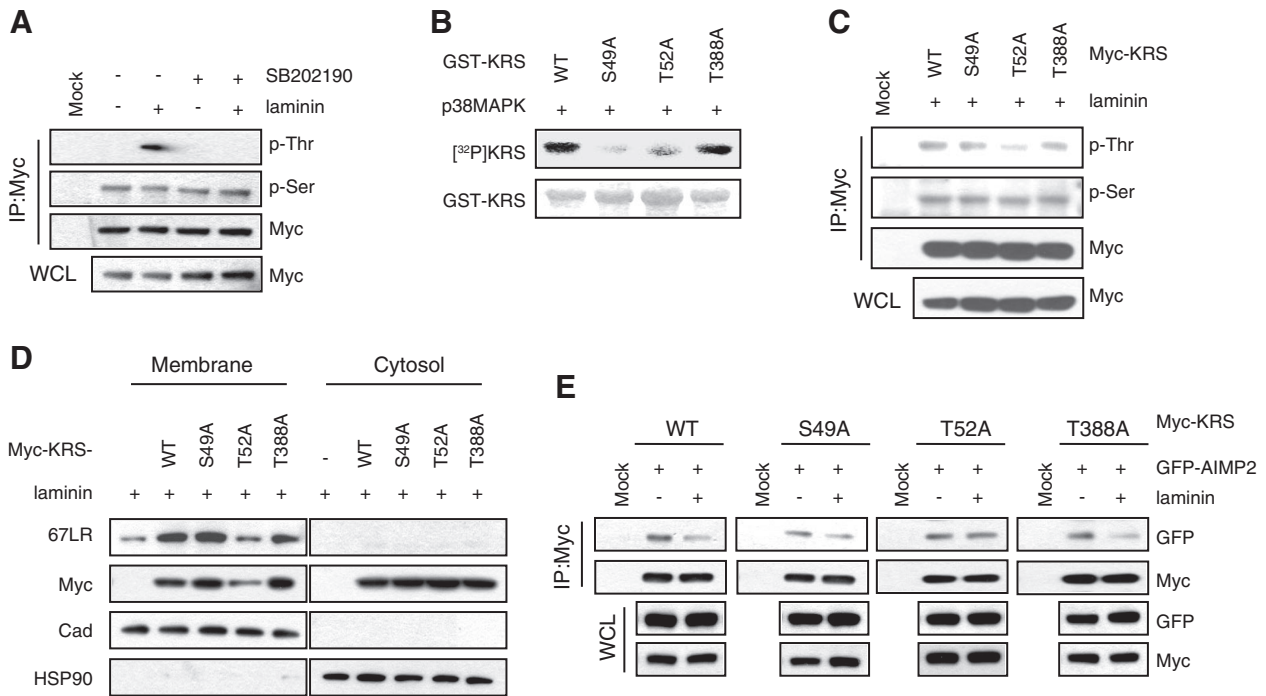 A
Mock
- - + + SB202190
- + - + laminin
IP:Myc
p-Thr
p-Ser
Myc
WCL
Myc
B
GST-KRS
WT
S49A
T52A
T388A
p38MAPK + + + +
[³²P]KRS
GST-KRS
C
Mock
WT
S49A
T52A
T388A
Myc-KRS
+ + + + laminin
IP:Myc
p-Thr
p-Ser
Myc
WCL
Myc
D
Membrane Cytosol
Myc-KRS-
WT
S49A
T52A
T388A
-
WT
S49A
T52A
T388A
laminin + + + + + + + + + +
67LR
Myc
Cad
HSP90
E
WT S49A T52A T388A Myc-KRS
Mock + + Mock + + Mock + + Mock + + GFP-AIMP2
- + - + - + - + laminin
IP:Myc
GFP
Myc
WCL
GFP
Myc